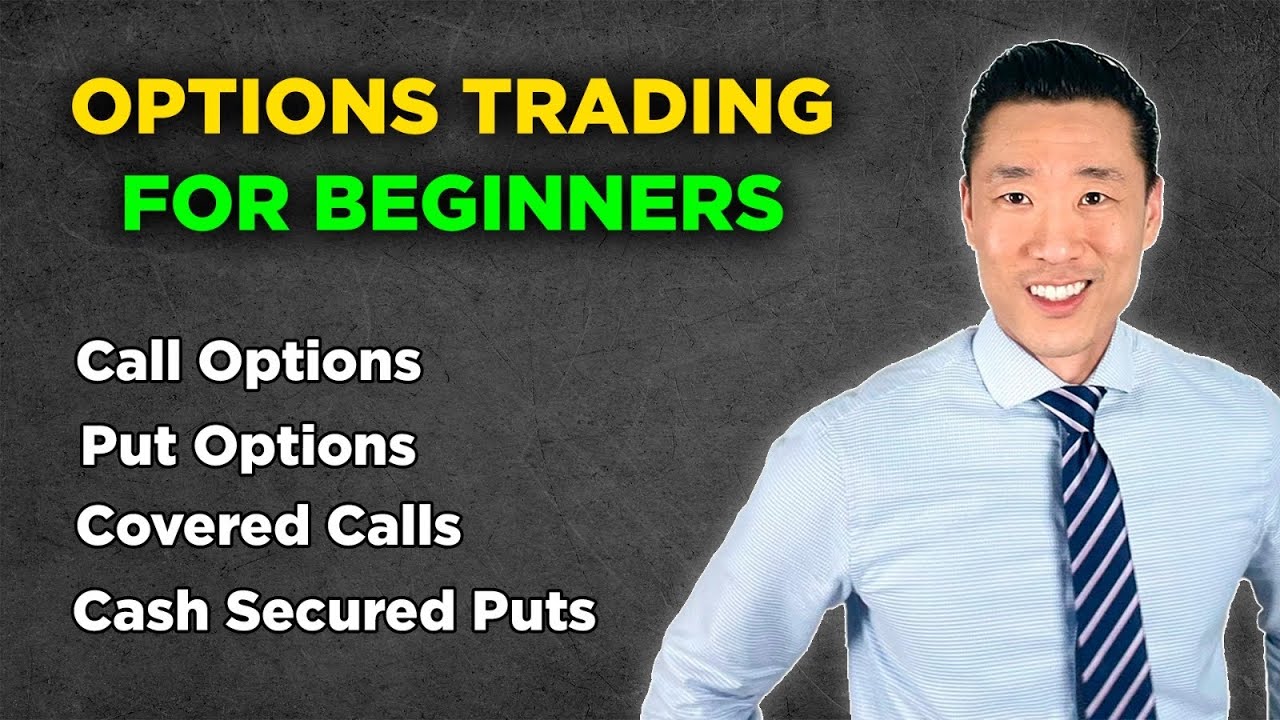 OPTIONS TRADING
FOR BEGINNERS
Call Options
Put Options
Covered Calls
Cash Secured Puts